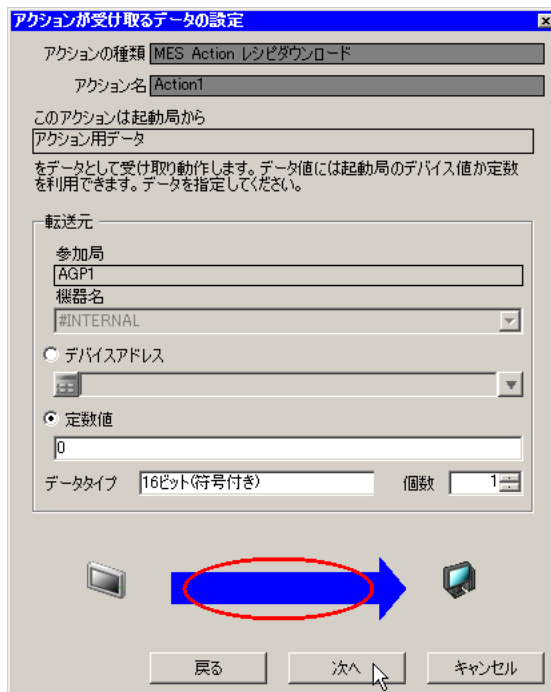 アクションが受け取るデータの設定
アクションの種類 MES Action レシピダウンロード
アクション名 Action1
このアクションは起動局から
アクション用データ
をデータとして受け取り動作します。データ値には起動局のデバイス値か定数
を利用できます。データを指定してください。
転送元
参加局
AGP1
機器名
#INTERNAL
デバイスアドレス
定数値
0
データタイプ 16ビット(符号付き) 個数 1
戻る 次へ キャンセル